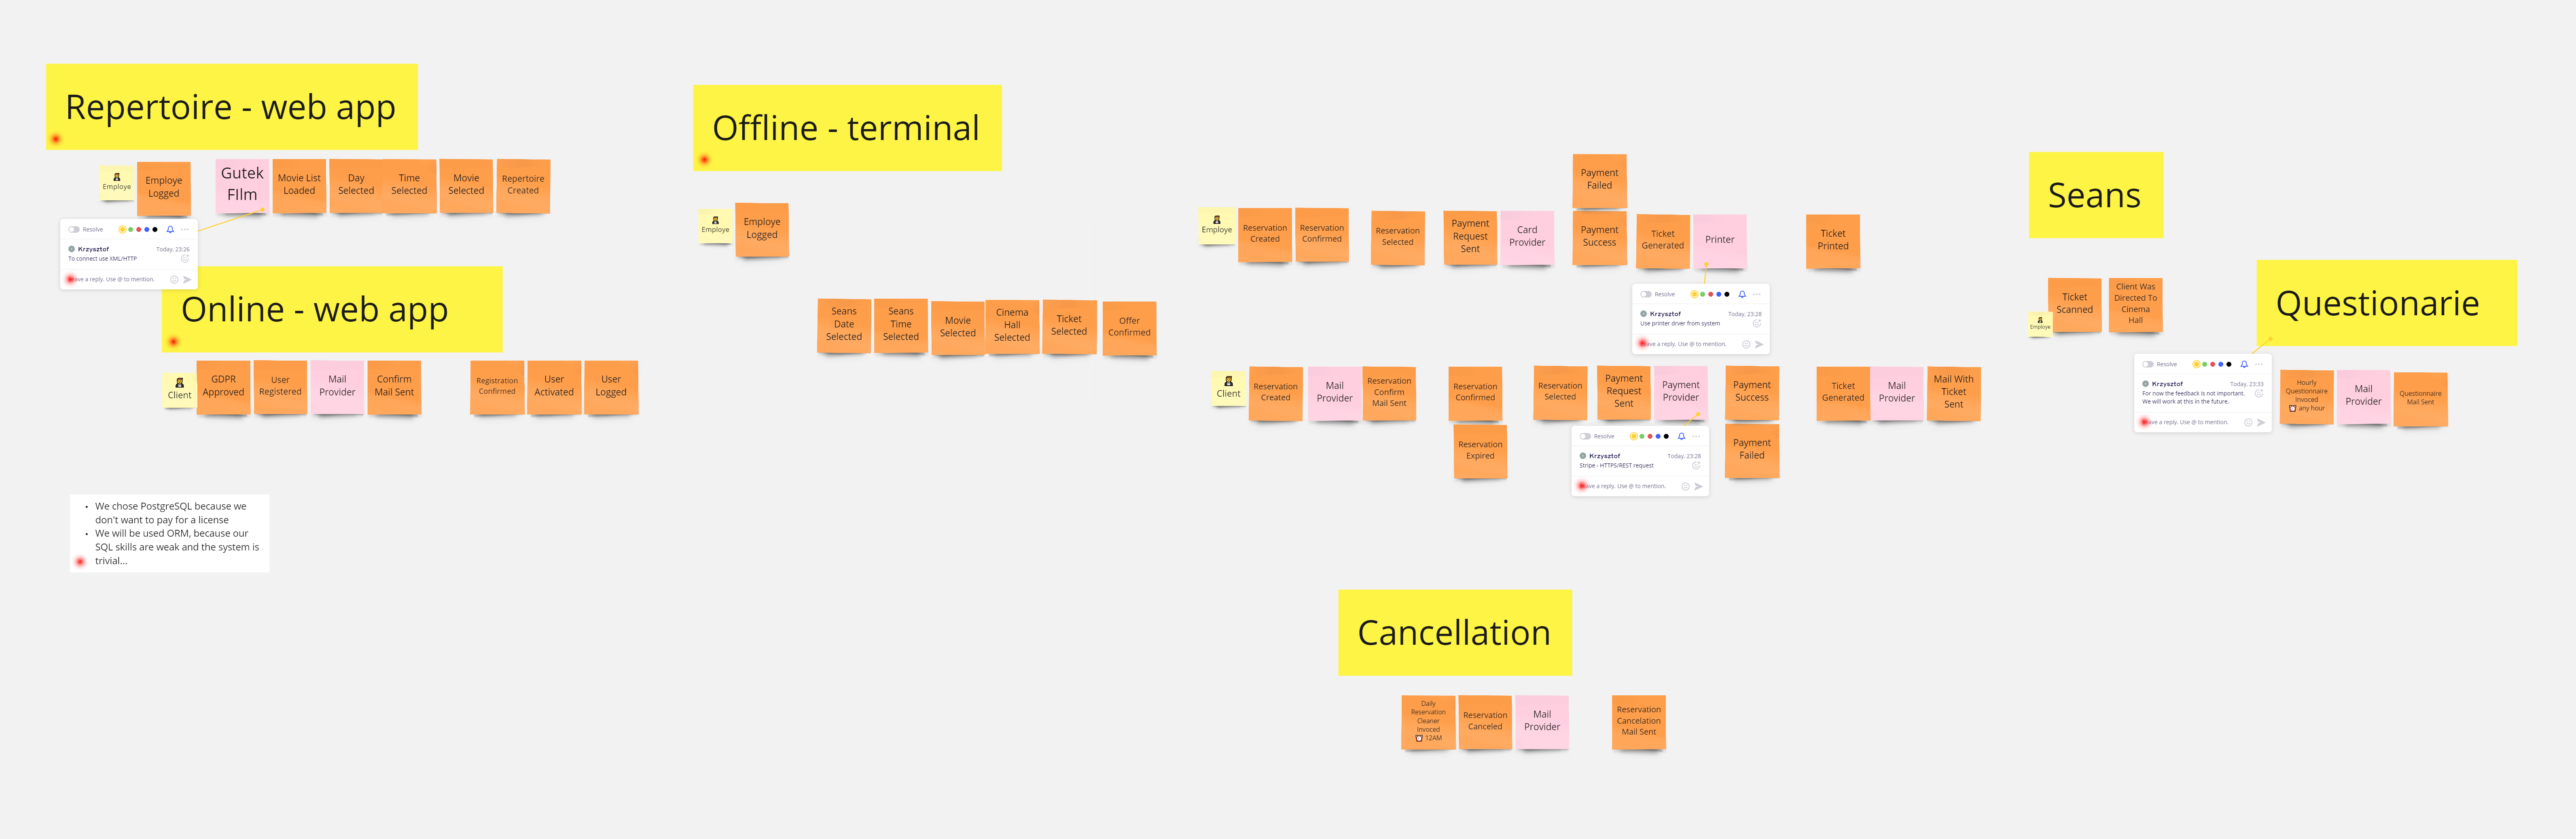 Repertoire - web app
Employe
Employe
Logged
Gutek
FIlm
Movie List
Loaded
Day
Selected
Time
Selected
Movie
Selected
Repertoire
Created
Resolve
Krzysztof
Today, 23:26
To connect use XML/HTTP
ave a reply. Use @ to mention.
Online - web app
Client
GDPR
Approved
User
Registered
Mail
Provider
Confirm
Mail Sent
Registration
Confirmed
User
Activated
User
Logged
• We chose PostgreSQL because we
don't want to pay for a license
• We will be used ORM, because our
SQL skills are weak and the system is
trivial...
Offline - terminal
Employe
Employe
Logged
Seans
Date
Selected
Seans
Time
Selected
Movie
Selected
Cinema
Hall
Selected
Ticket
Selected
Offer
Confirmed
Employe
Reservation
Created
Reservation
Confirmed
Reservation
Selected
Payment
Request
Sent
Card
Provider
Payment
Failed
Payment
Success
Ticket
Generated
Printer
Ticket
Printed
Resolve
Krzysztof
Today, 23:28
Use printer drver from system
ave a reply. Use @ to mention.
Client
Reservation
Created
Mail
Provider
Reservation
Confirm
Mail Sent
Reservation
Confirmed
Reservation
Expired
Reservation
Selected
Payment
Request
Sent
Payment
Provider
Payment
Success
Payment
Failed
Ticket
Generated
Mail
Provider
Mail With
Ticket
Sent
Resolve
Krzysztof
Today, 23:28
Stripe - HTTPS/REST request
ave a reply. Use @ to mention.
Cancellation
Daily
Reservation
Cleaner
Invoced
⏰ 12AM
Reservation
Canceled
Mail
Provider
Reservation
Cancelation
Mail Sent
Seans
Employe
Ticket
Scanned
Client Was
Directed To
Cinema
Hall
Questionarie
Resolve
Krzysztof
Today, 23:33
For now the feedback is not important.
We will work at this in the future.
ave a reply. Use @ to mention.
Hourly
Questionnaire
Invoced
⏰ any hour
Mail
Provider
Questionnaire
Mail Sent